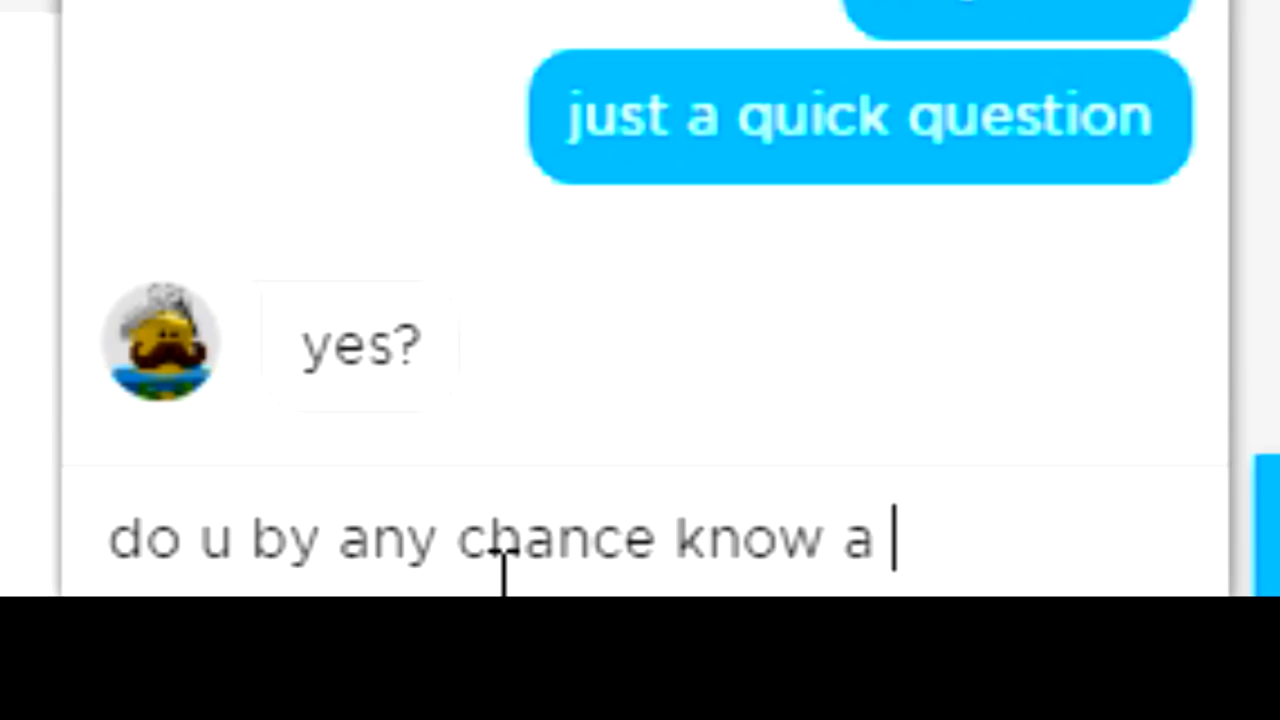 just a quick question
yes?
do u by any chance know a